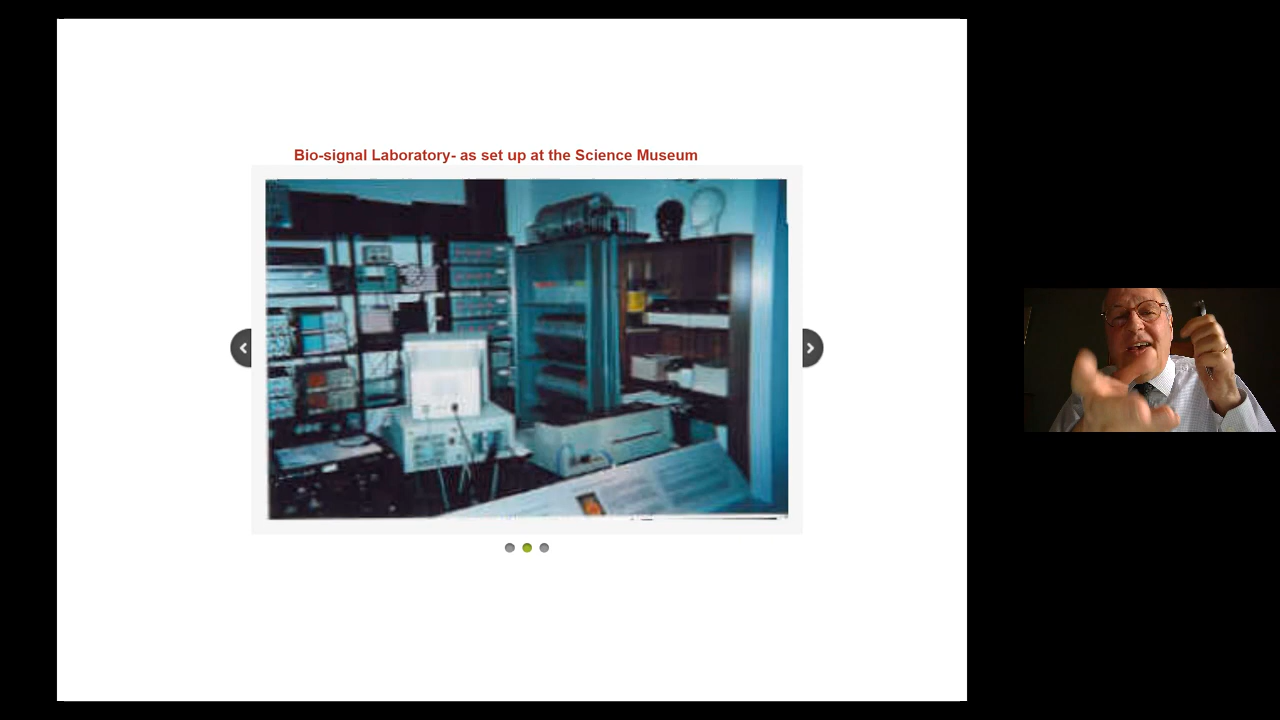 Bio-signal Laboratory- as set up at the Science Museum